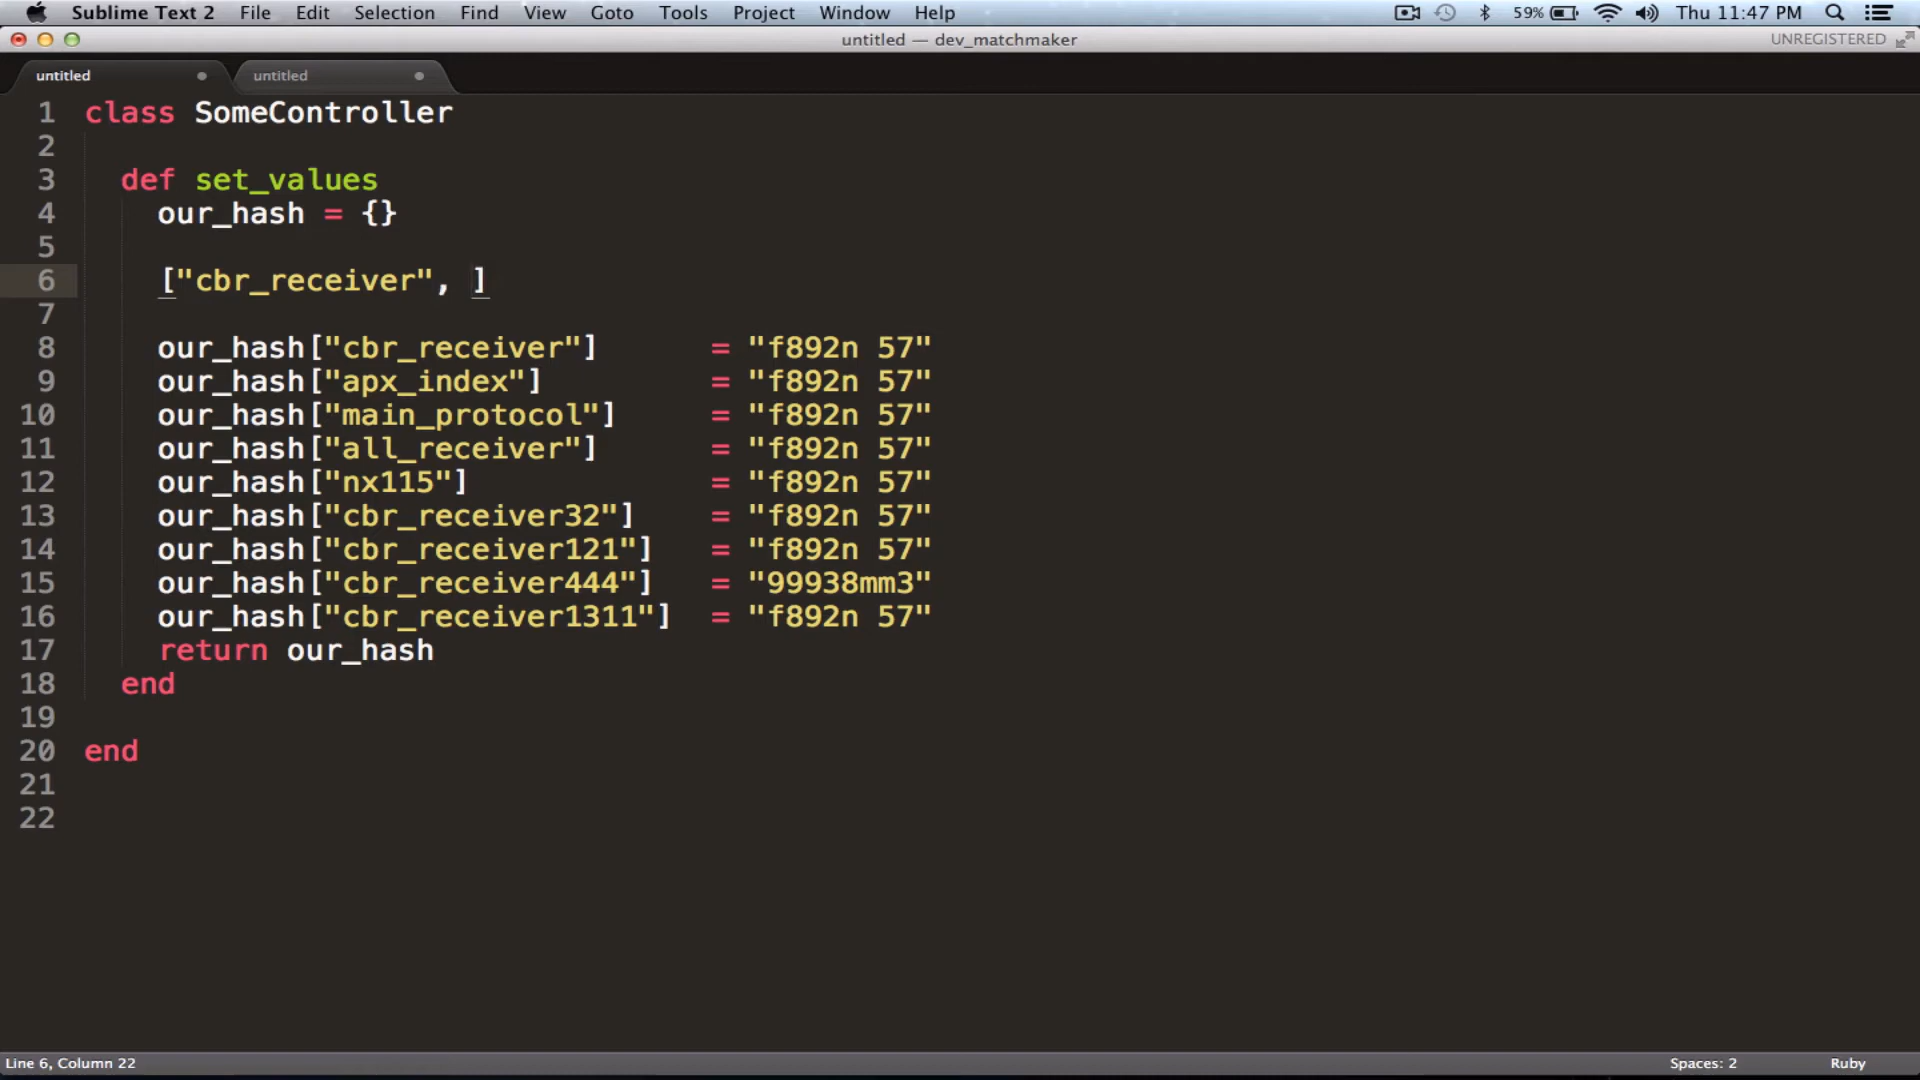 Sublime Text 2 File Edit Selection Find View Goto Tools Project Window Help 59% Thu 11:47 PM
untitled — dev_matchmaker UNREGISTERED
untitled untitled
1 class SomeController
2
3 def set_values
4 our_hash = {}
5
6 ["cbr_receiver", ]
7
8 our_hash["cbr_receiver"] = "f892n 57"
9 our_hash["apx_index"] = "f892n 57"
10 our_hash["main_protocol"] = "f892n 57"
11 our_hash["all_receiver"] = "f892n 57"
12 our_hash["nx115"] = "f892n 57"
13 our_hash["cbr_receiver32"] = "f892n 57"
14 our_hash["cbr_receiver121"] = "f892n 57"
15 our_hash["cbr_receiver444"] = "99938mm3"
16 our_hash["cbr_receiver1311"] = "f892n 57"
17 return our_hash
18 end
19
20 end
21
22
Line 6, Column 22 Spaces: 2 Ruby